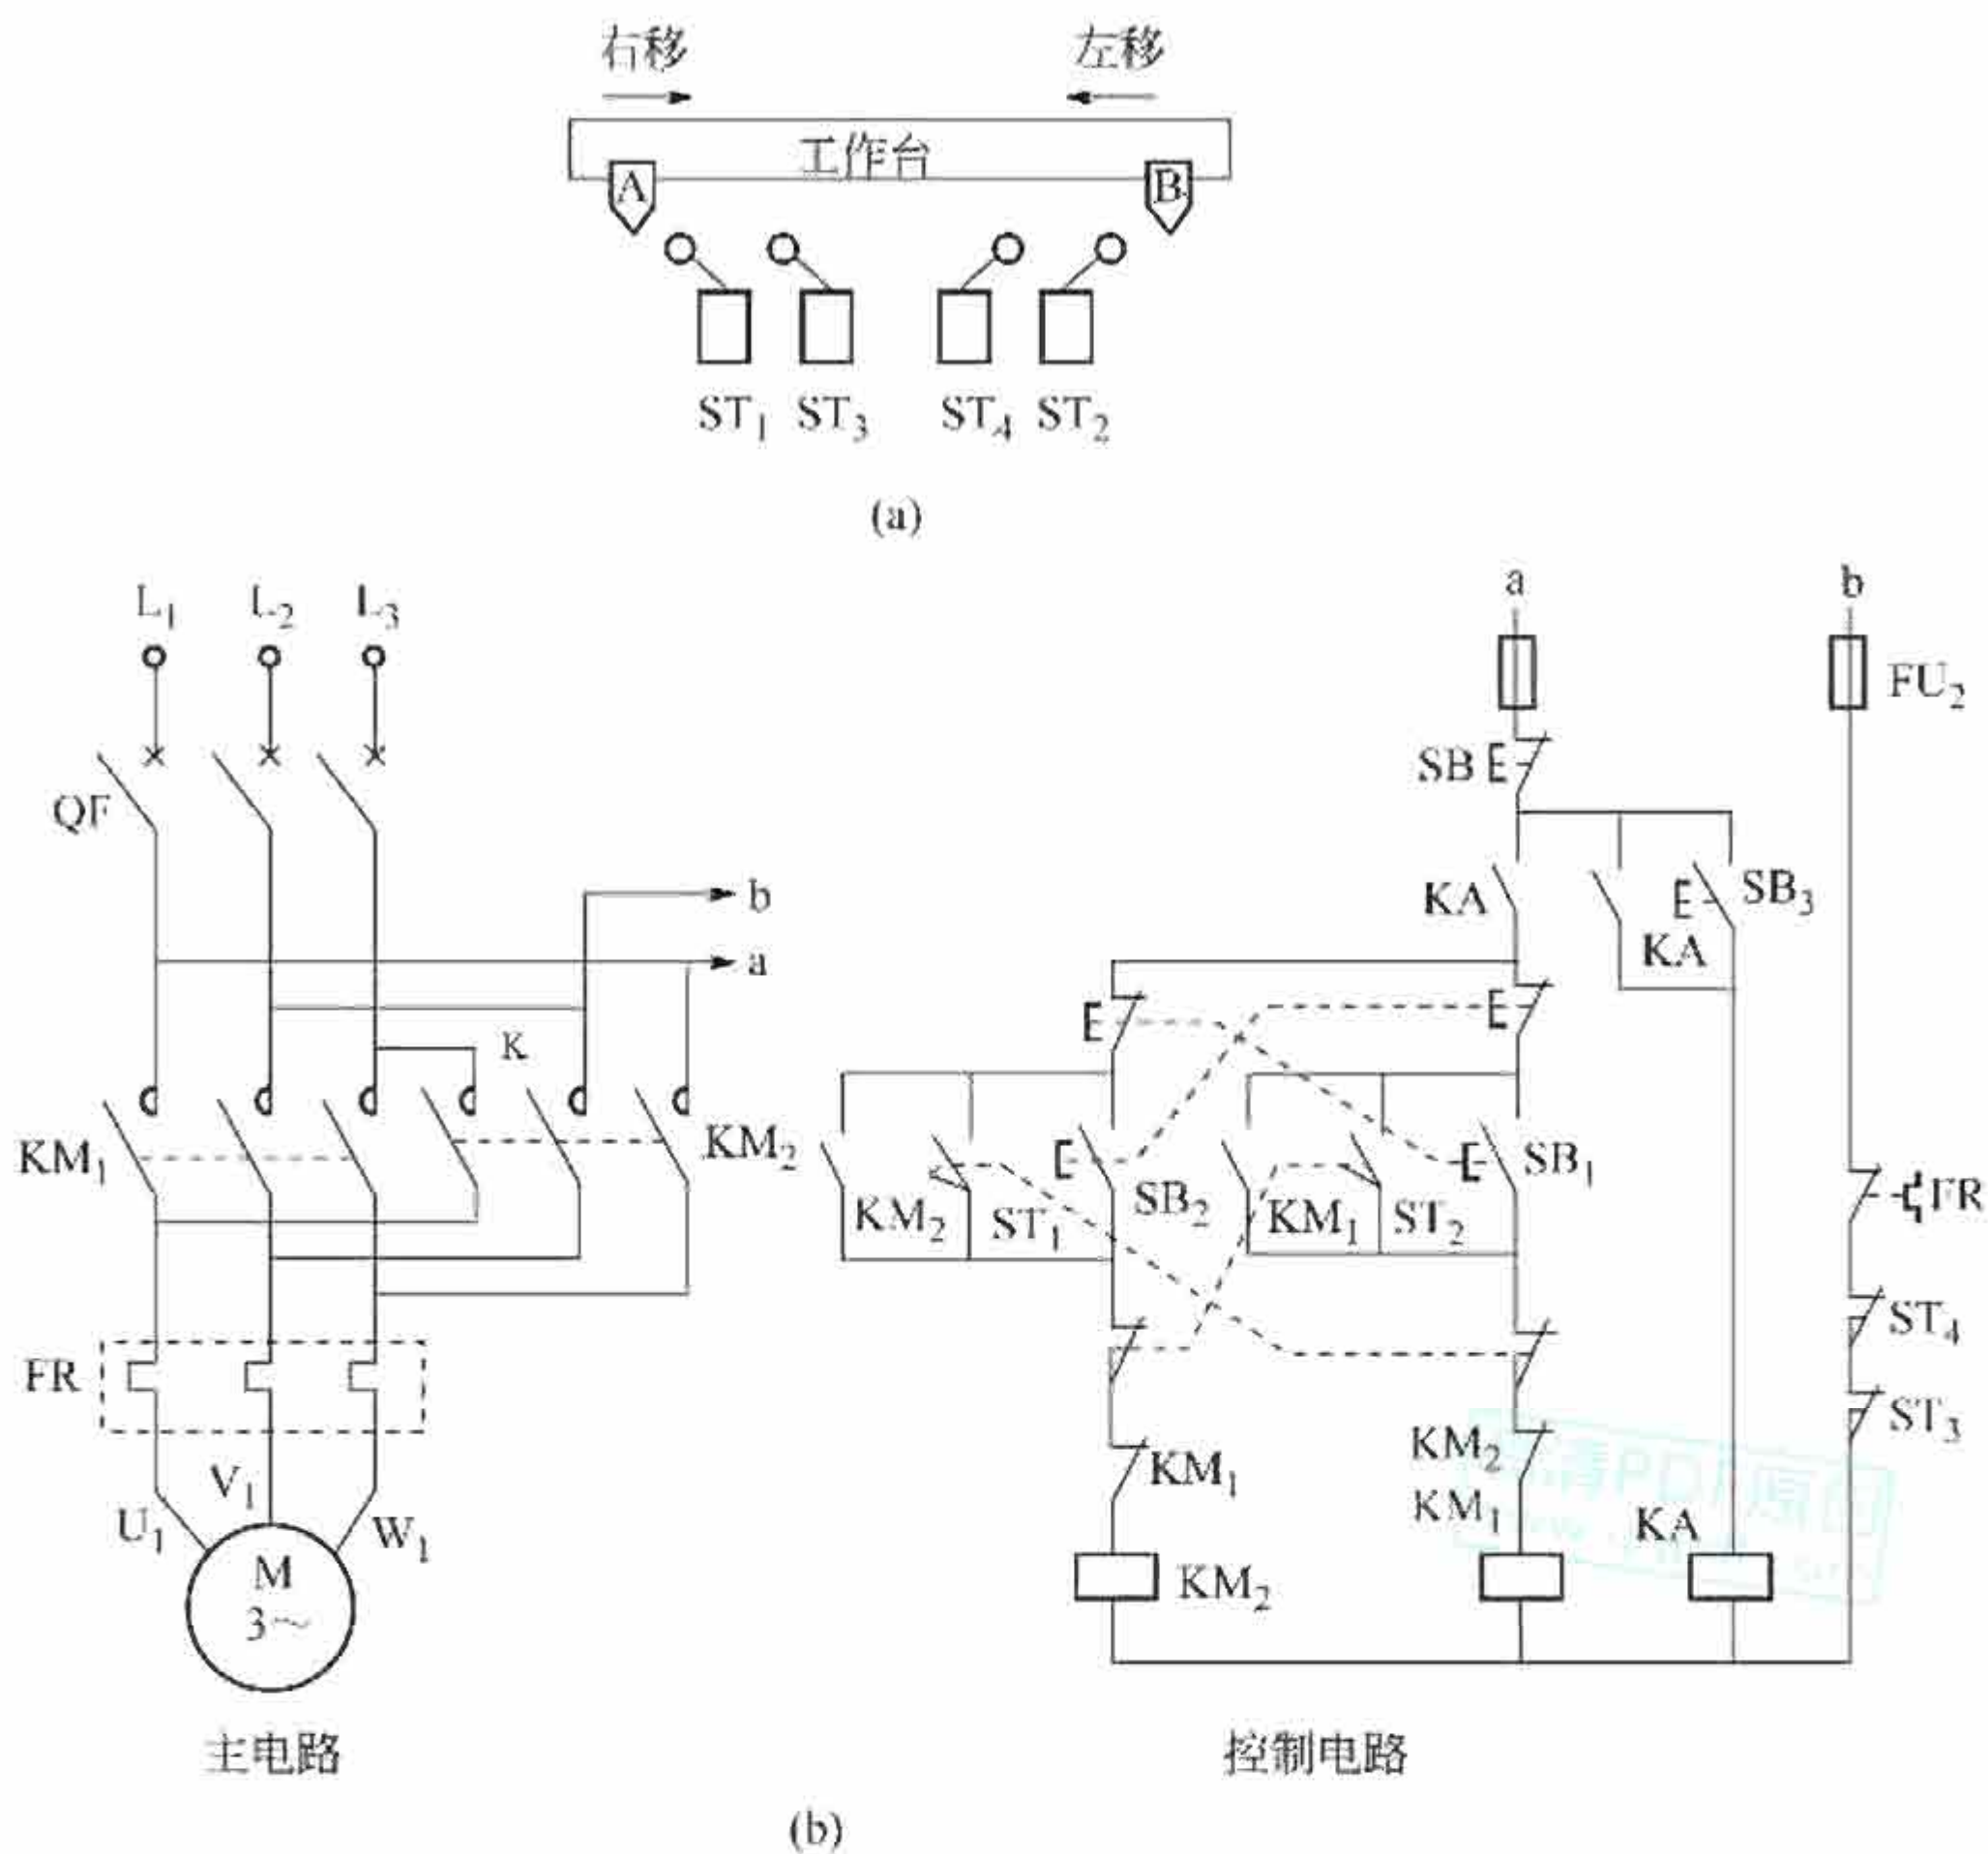 右移 左移
工作台
A B
ST₁ ST₃ ST₄ ST₂
(a)
L₁ L₂ L₃
a b
FU₂
SB
QF
KA
SB₃
KA
b
a
K
KM₁
KM₂
KM₂ ST₁ SB₂ KM₁ ST₂ SB₁
FR
FR
ST₄
ST₃
KM₁
KM₂
KM₁
KA
KM₂
U₁ V₁ W₁
M
3~
主电路 控制电路
(b)